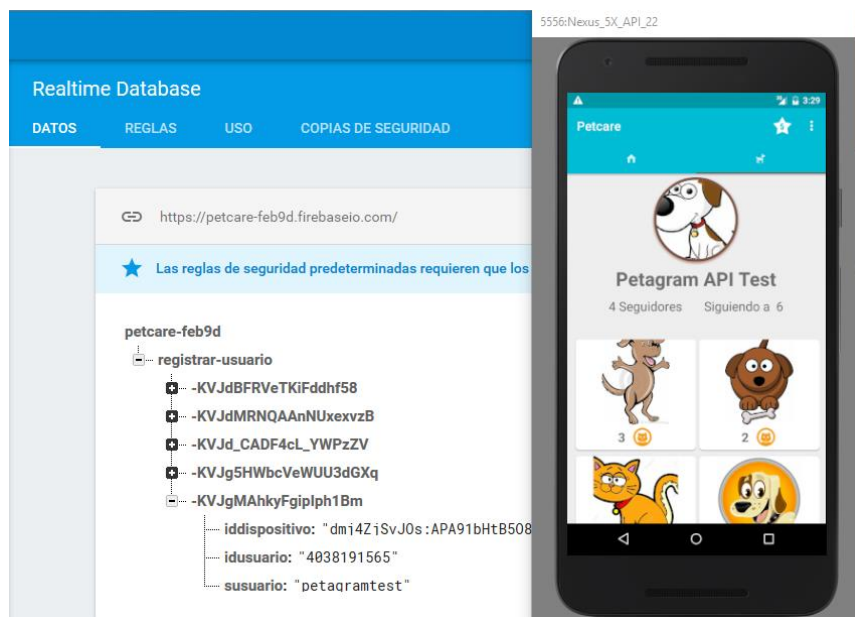 5556:Nexus_5X_API_22
Realtime Database
DATOS REGLAS USO COPIAS DE SEGURIDAD
https://petcare-feb9d.firebaseio.com/
Las reglas de seguridad predeterminadas requieren que los
petcare-feb9d
registrar-usuario
-KVJdBFRVeTKiFddhf58
-KVJdMRNQAAnNUxexvzB
-KVJd_CADF4cL_YWPzZV
-KVJg5HWbcVeWUU3dGXq
-KVJgMAhkyFgiplph1Bm
iddispositivo: "dmj4ZjSvJOs:APA91bHtB5O8
idusuario: "4038191565"
susuario: "petagramtest"
3:29
Petcare
Petagram API Test
4 Seguidores Siguiendo a 6
3 2